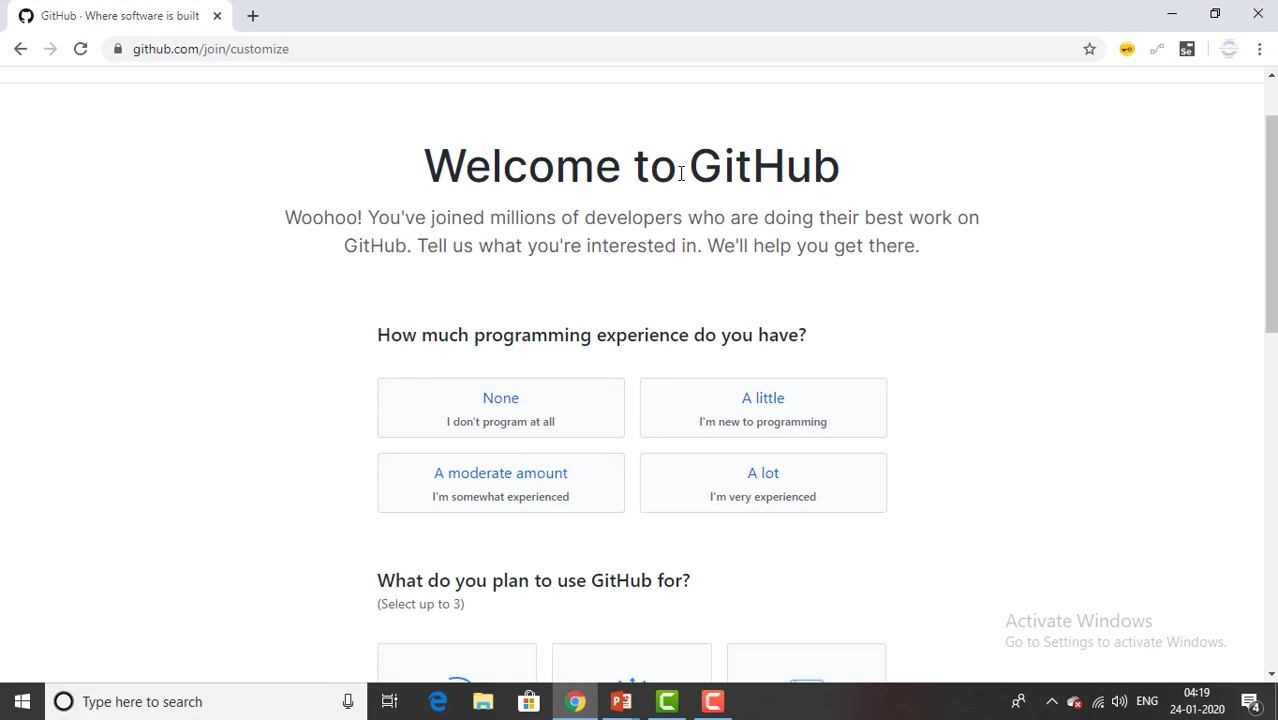 GitHub · Where software is built
github.com/join/customize
Se
Welcome to GitHub
Woohoo! You've joined millions of developers who are doing their best work on
GitHub. Tell us what you're interested in. We'll help you get there.
How much programming experience do you have?
None
I don't program at all
A little
I'm new to programming
A moderate amount
I'm somewhat experienced
A lot
I'm very experienced
What do you plan to use GitHub for?
(Select up to 3)
Activate Windows
Go to Settings to activate Windows.
Type here to search
ENG
04:19
24-01-2020
4